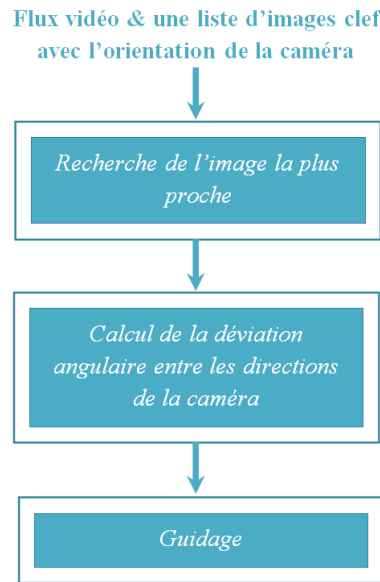 Flux vidéo & une liste d'images clef
avec l'orientation de la caméra
Recherche de l'image la plus
proche
Calcul de la déviation
angulaire entre les directions
de la caméra
Guidage